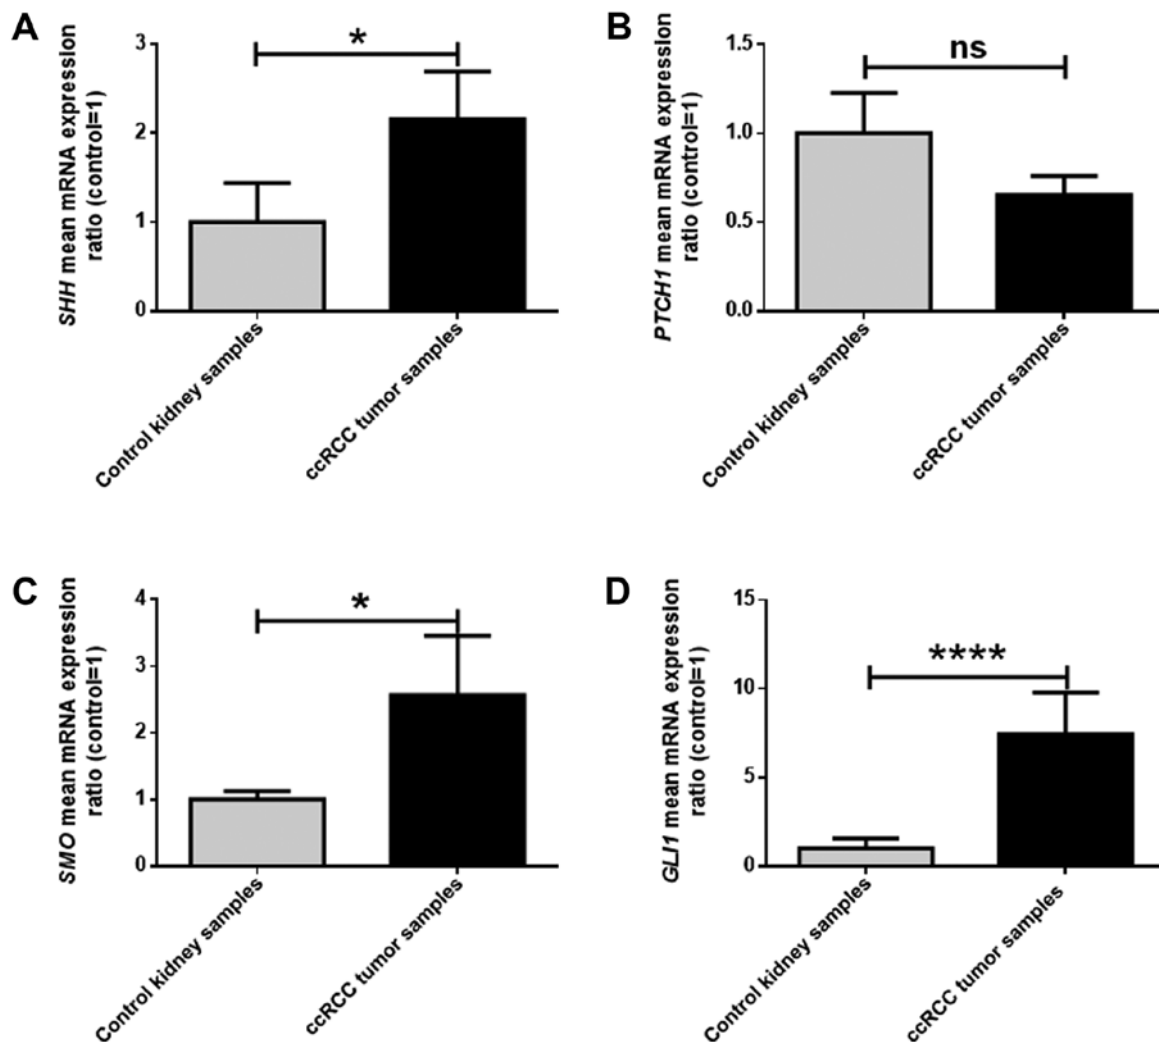 A
SHH mean mRNA expression
ratio (control=1)
3
2
1
0
*
Control kidney samples
ccRCC tumor samples
B
PTCH1 mean mRNA expression
ratio (control=1)
1.5
1.0
0.5
0.0
ns
Control kidney samples
ccRCC tumor samples
C
SMO mean mRNA expression
ratio (control=1)
4
3
2
1
0
*
Control kidney samples
ccRCC tumor samples
D
GLI1 mean mRNA expression
ratio (control=1)
15
10
5
0
****
Control kidney samples
ccRCC tumor samples